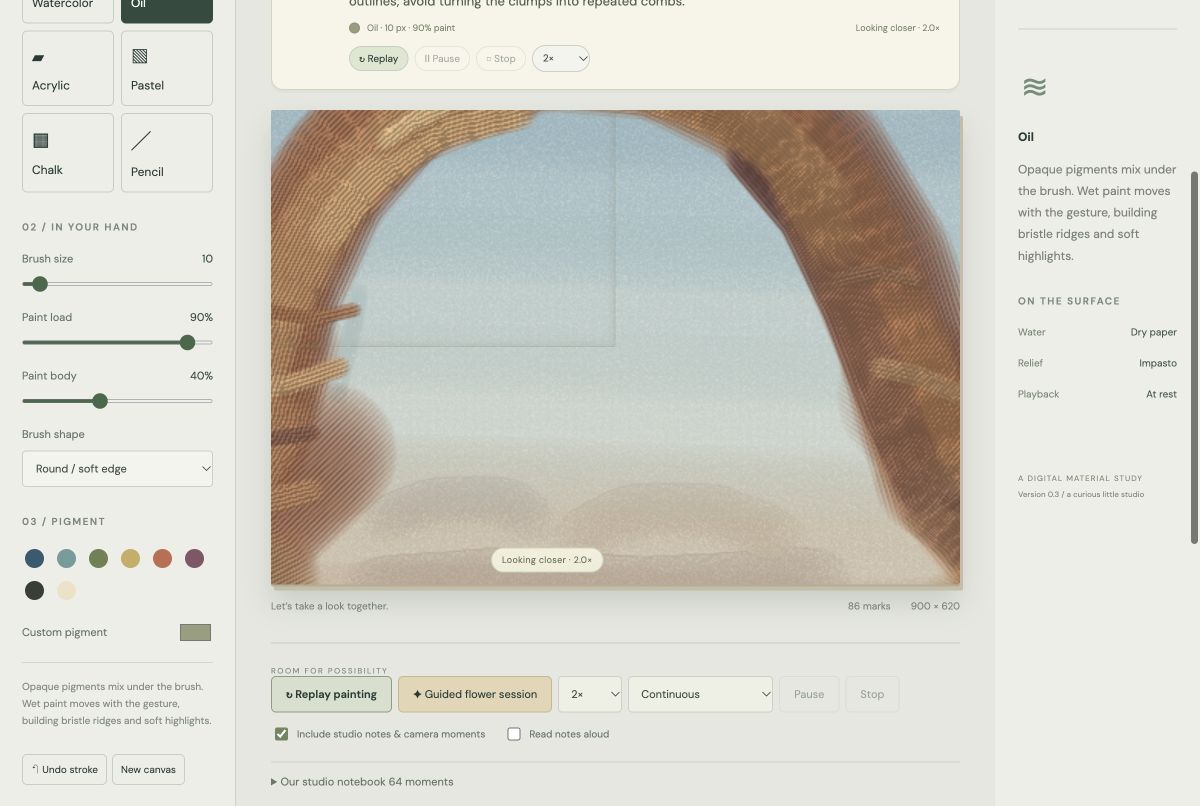 Watercolor
Oil
Acrylic
Pastel
Chalk
Pencil
02 / IN YOUR HAND
Brush size 10
Paint load 90%
Paint body 40%
Brush shape
Round / soft edge
03 / PIGMENT
Custom pigment
Opaque pigments mix under the brush.
Wet paint moves with the gesture,
building bristle ridges and soft highlights.
Undo stroke
New canvas
outlines, avoid turning the clumps into repeated combs.
Oil · 10 px · 90% paint
Looking closer · 2.0×
↻ Replay
II Pause
Stop
2×
Looking closer · 2.0×
Let's take a look together.
86 marks
900 × 620
ROOM FOR POSSIBILITY
↻ Replay painting
✦ Guided flower session
2×
Continuous
Pause
Stop
Include studio notes & camera moments
Read notes aloud
▶ Our studio notebook 64 moments
Oil
Opaque pigments mix under
the brush. Wet paint moves
with the gesture, building
bristle ridges and soft
highlights.
ON THE SURFACE
Water Dry paper
Relief Impasto
Playback At rest
A DIGITAL MATERIAL STUDY
Version 0.3 / a curious little studio